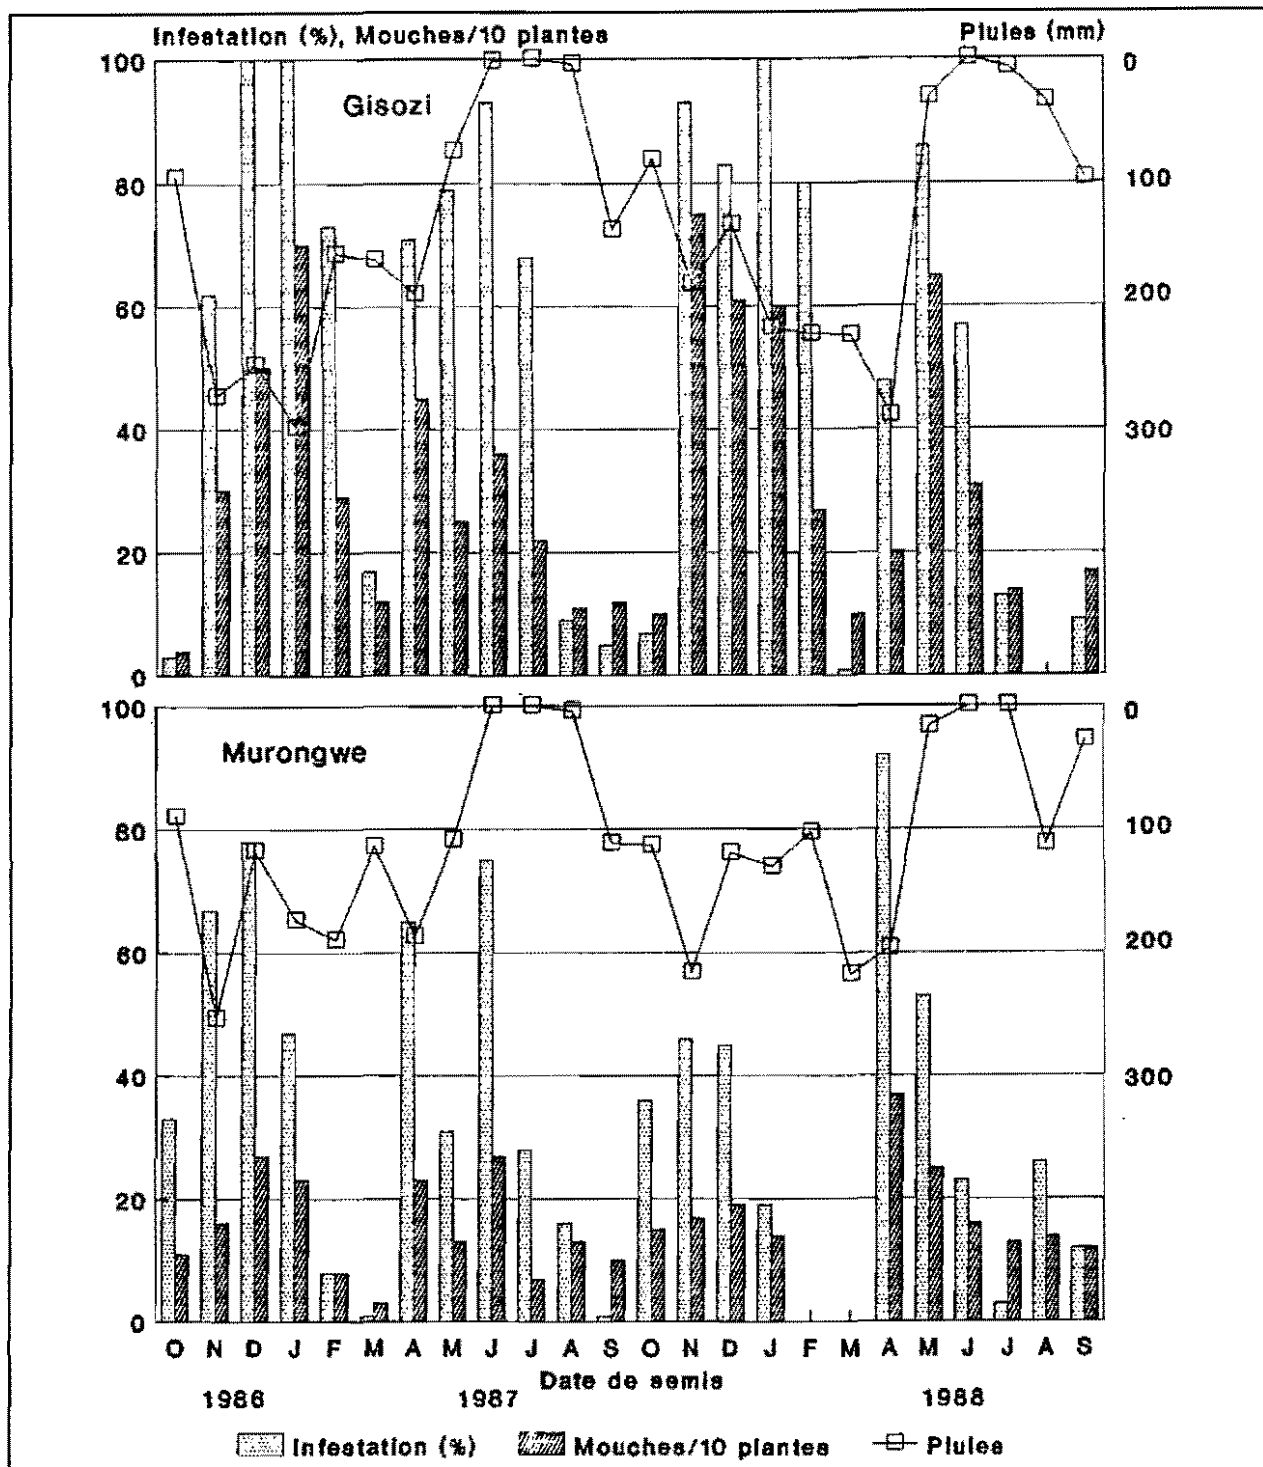 Infestation (%), Mouches/10 plantes Pluies (mm)
100 0
Gisozi
80 100
60 200
40 300
20
0
100 0
Murongwe
80 100
60 200
40 300
20
0
O N D J F M A M J J A S O N D J F M A M J J A S
Date de semis
1986 1987 1988
Infestation (%) Mouches/10 plantes Pluies